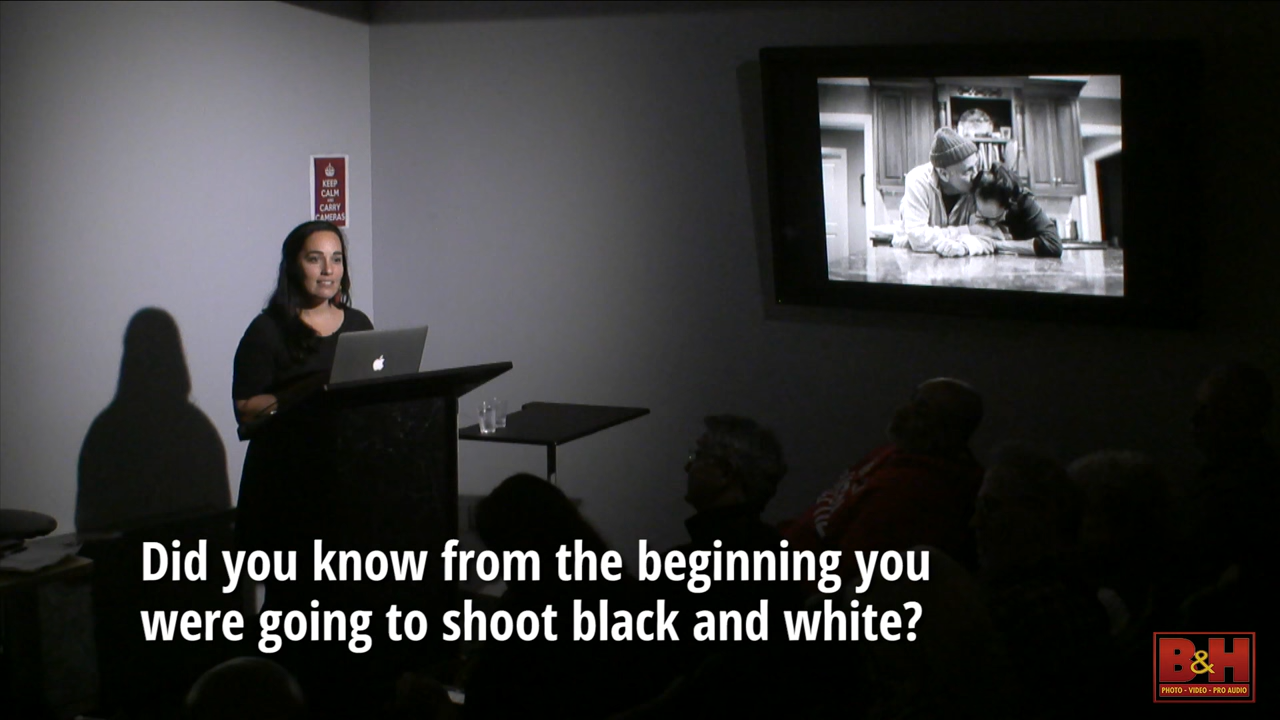 KEEP
CALM
AND
CARRY
CAMERAS
Did you know from the beginning you
were going to shoot black and white?
B&H
PHOTO - VIDEO - PRO AUDIO